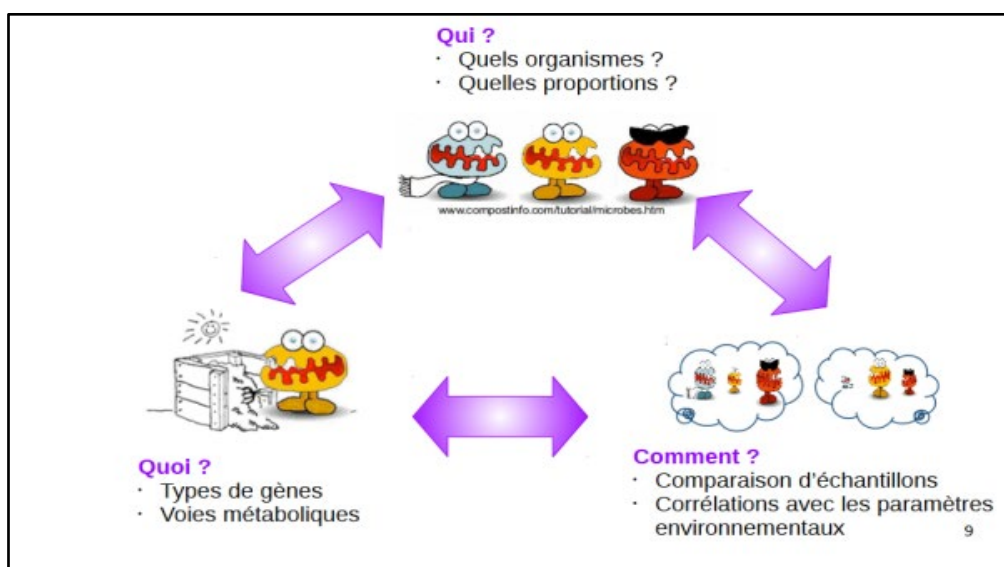 Qui ?
· Quels organismes ?
· Quelles proportions ?
www.compostinfo.com/tutorial/microbes.htm
Quoi ?
· Types de gènes
· Voies métaboliques
Comment ?
· Comparaison d'échantillons
· Corrélations avec les paramètres
environnementaux
9